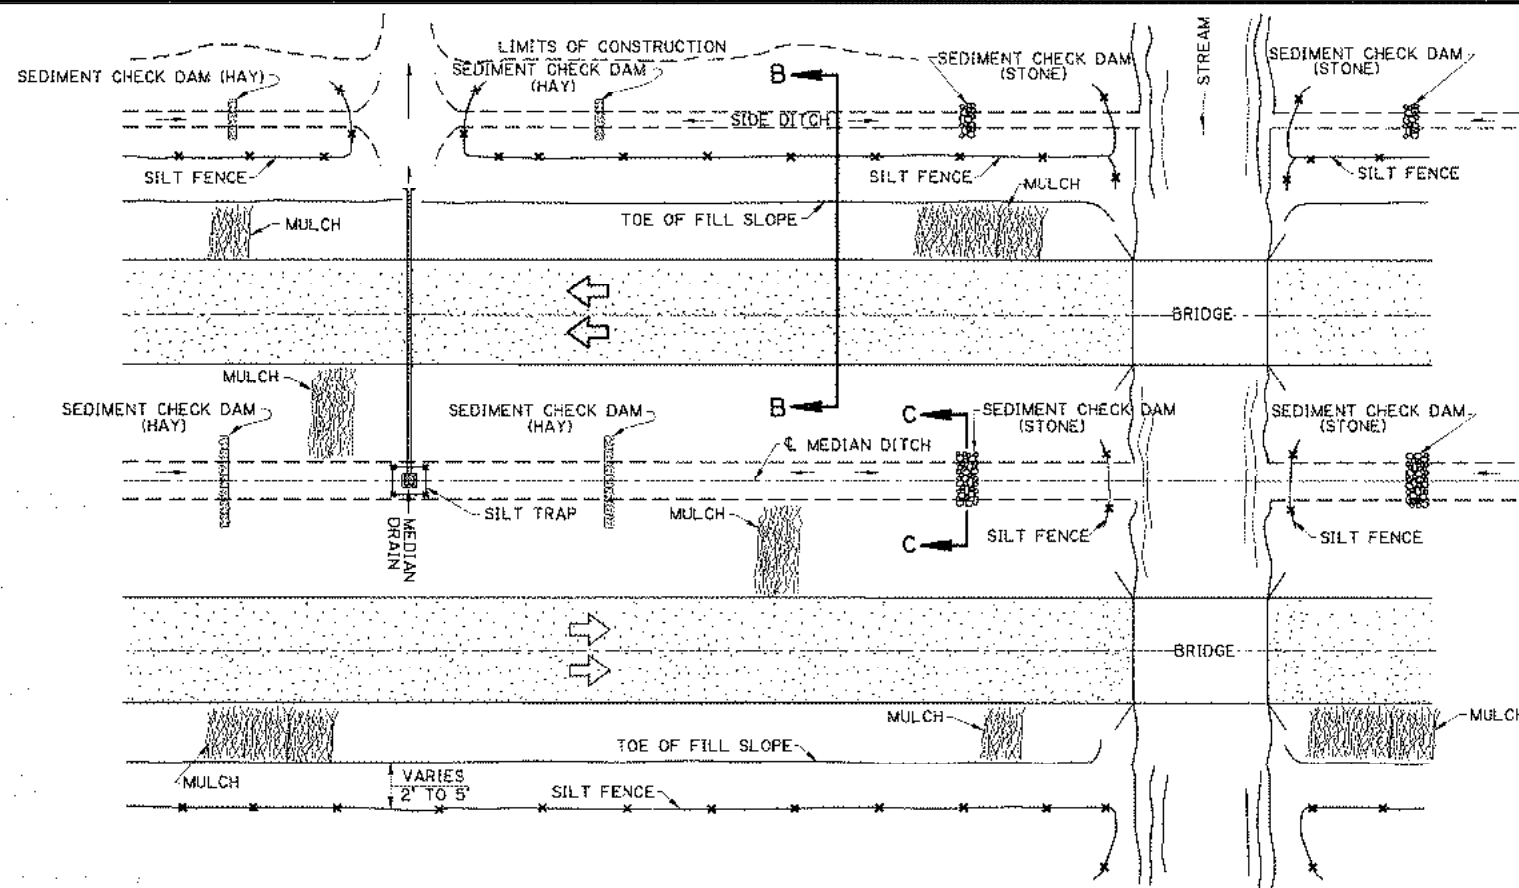 LIMITS OF CONSTRUCTION
SEDIMENT CHECK DAM (HAY)
SEDIMENT CHECK DAM
(HAY)
B
SEDIMENT CHECK DAM
(STONE)
STREAM
SEDIMENT CHECK DAM
(STONE)
SIDE DITCH
SILT FENCE
SILT FENCE
SILT FENCE
MULCH
MULCH
TOE OF FILL SLOPE
BRIDGE
MULCH
SEDIMENT CHECK DAM
(HAY)
SEDIMENT CHECK DAM
(HAY)
B
C
SEDIMENT CHECK DAM
(STONE)
SEDIMENT CHECK DAM
(STONE)
℄ MEDIAN DITCH
SILT TRAP
MULCH
MEDIAN
DRAIN
C
SILT FENCE
SILT FENCE
BRIDGE
MULCH
MULCH
TOE OF FILL SLOPE
MULCH
VARIES
2' TO 5'
SILT FENCE